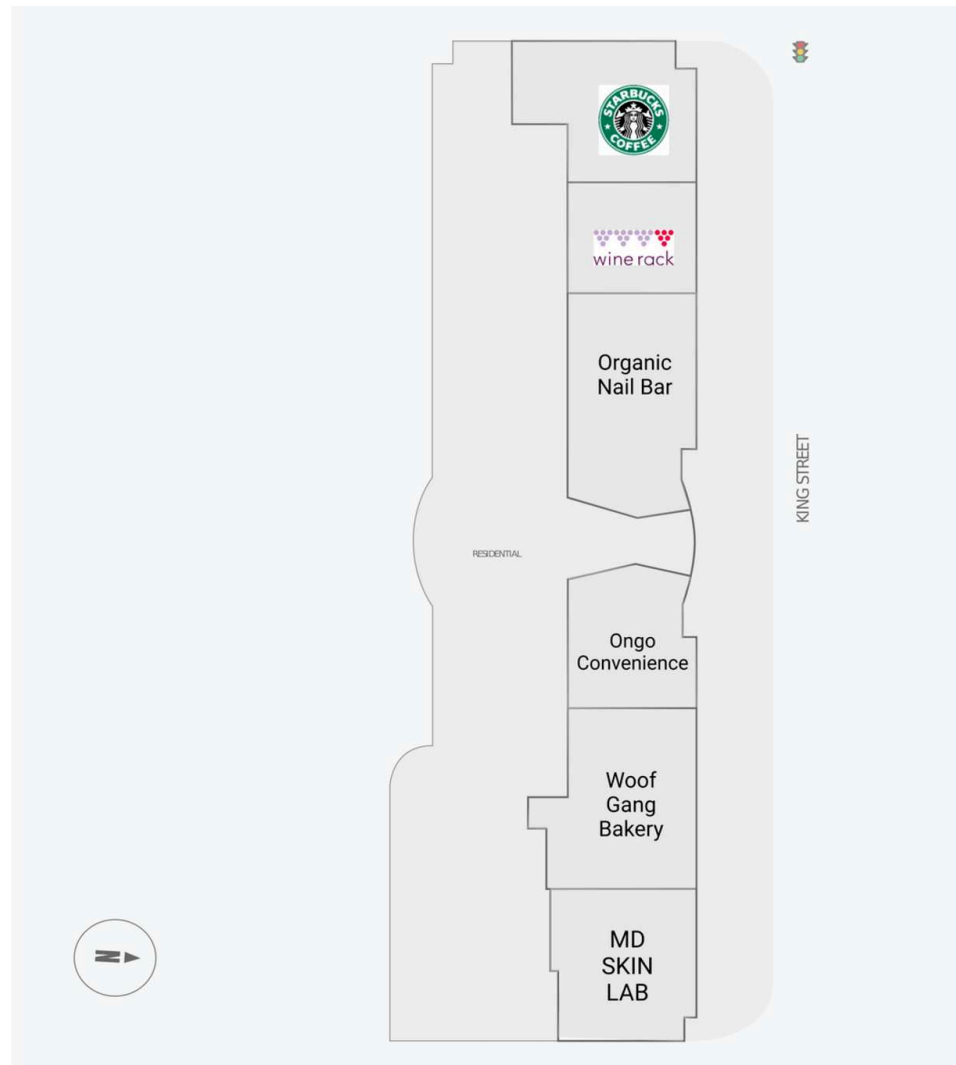 STARBUCKS
COFFEE
wine rack
Organic
Nail Bar
KING STREET
RESIDENTIAL
Ongo
Convenience
Woof
Gang
Bakery
N
MD
SKIN
LAB